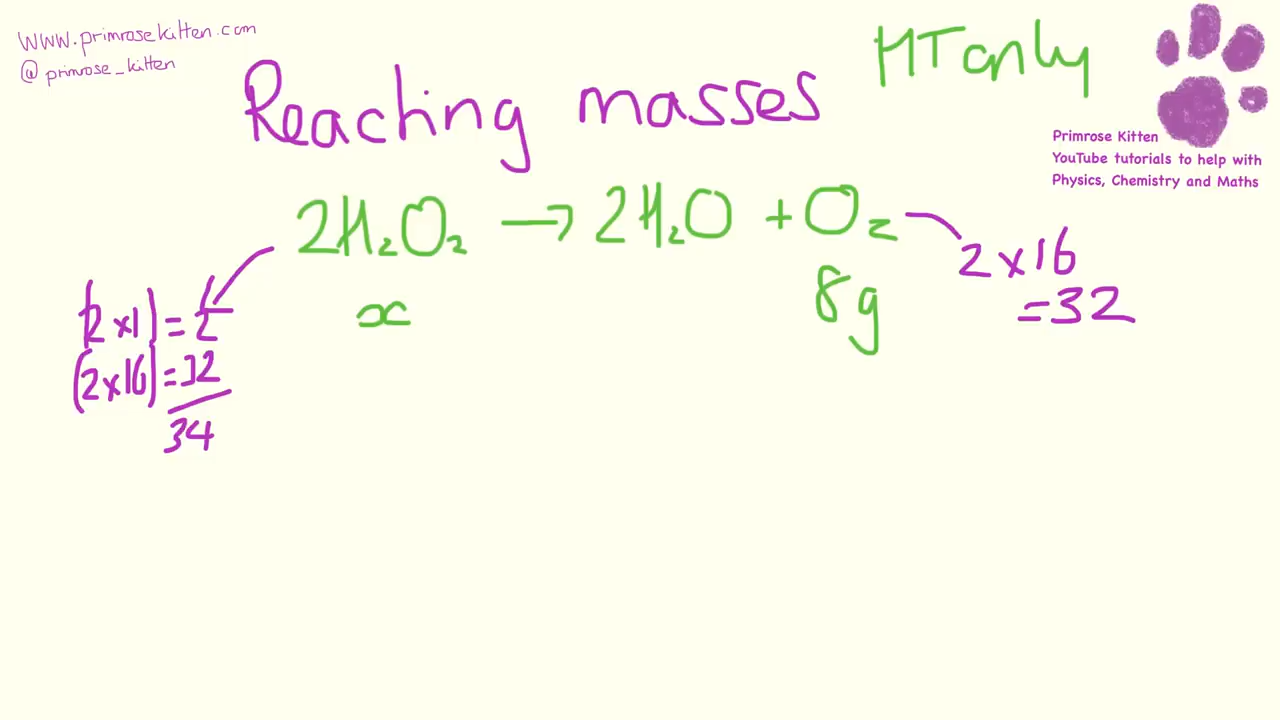 www.primrosekitten.com
@primrose_kitten
HT only
Reaching masses
Primrose Kitten
YouTube tutorials to help with
Physics, Chemistry and Maths
2H₂O₂ → 2H₂O + O₂
2 x 16
= 32
x 8g
(2 x 1) = 2
(2 x 16) = 32
34